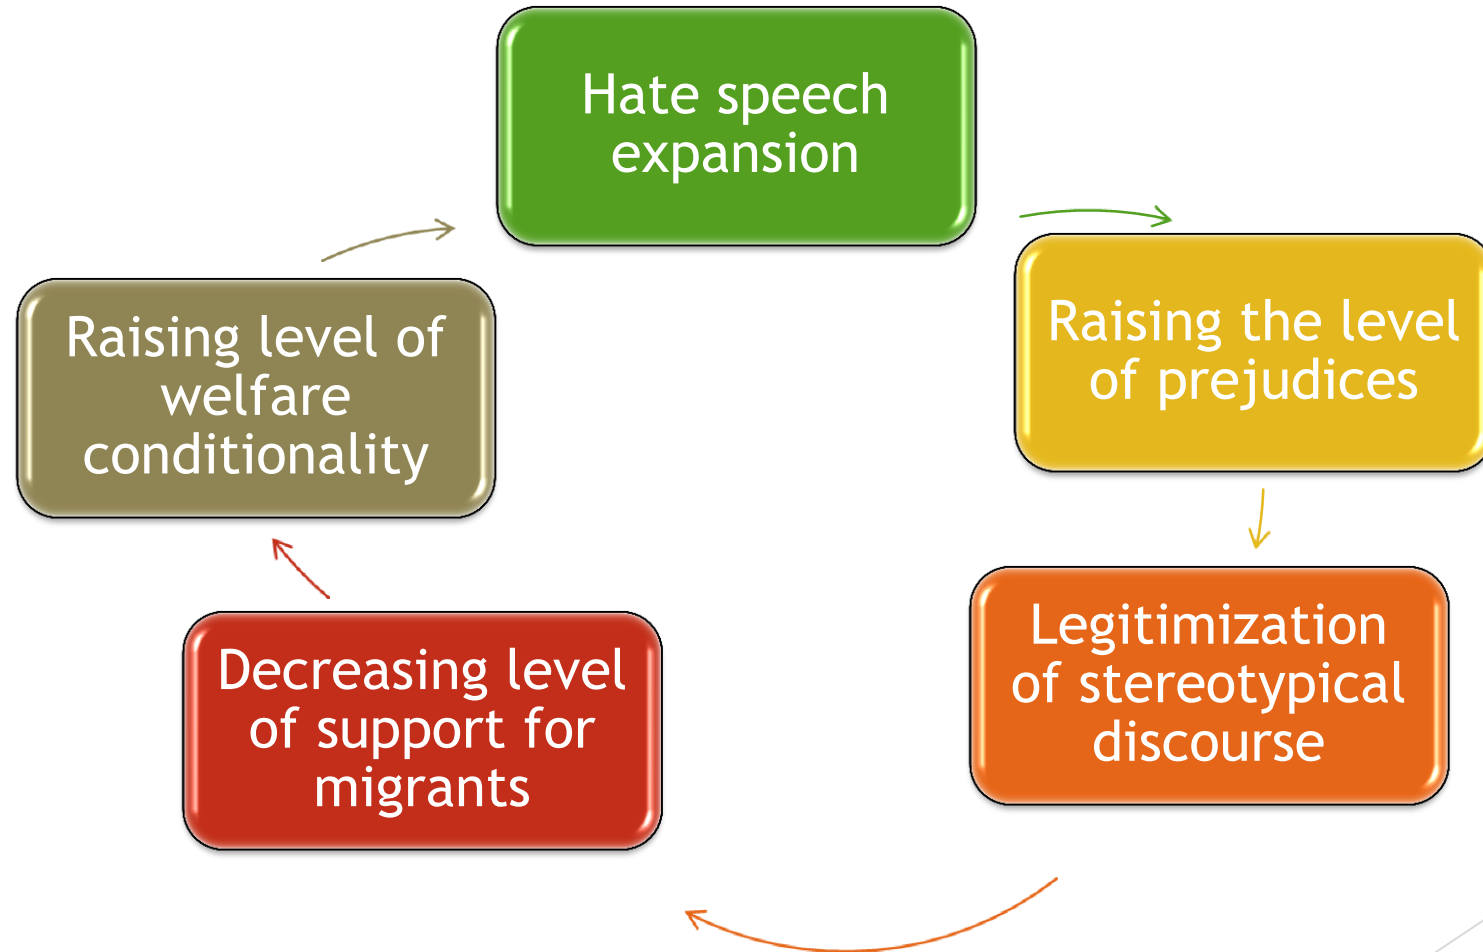 Hate speech
expansion
Raising the level
of prejudices
Legitimization
of stereotypical
discourse
Decreasing level
of support for
migrants
Raising level of
welfare
conditionality